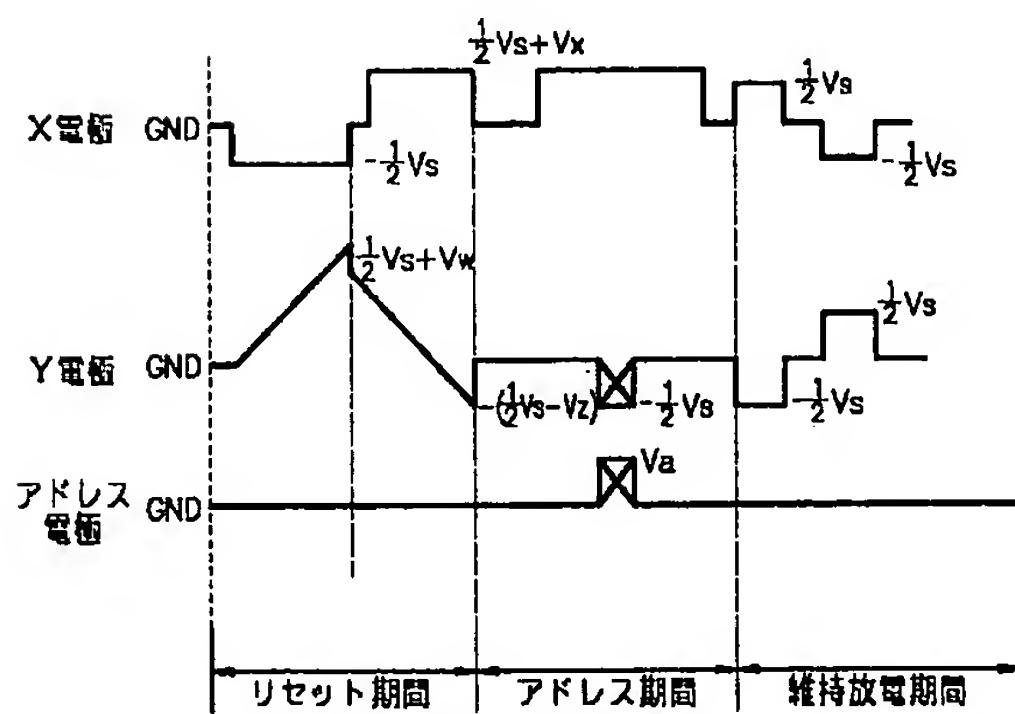 ½Vs+Vx
X電極 GND
-½Vs
½Vs
-½Vs
½Vs+Vw
½Vs
Y電極 GND
-(½Vs-Vz)
-½Vs
-½Vs
Va
アドレス
電極 GND
リセット期間
アドレス期間
維持放電期間